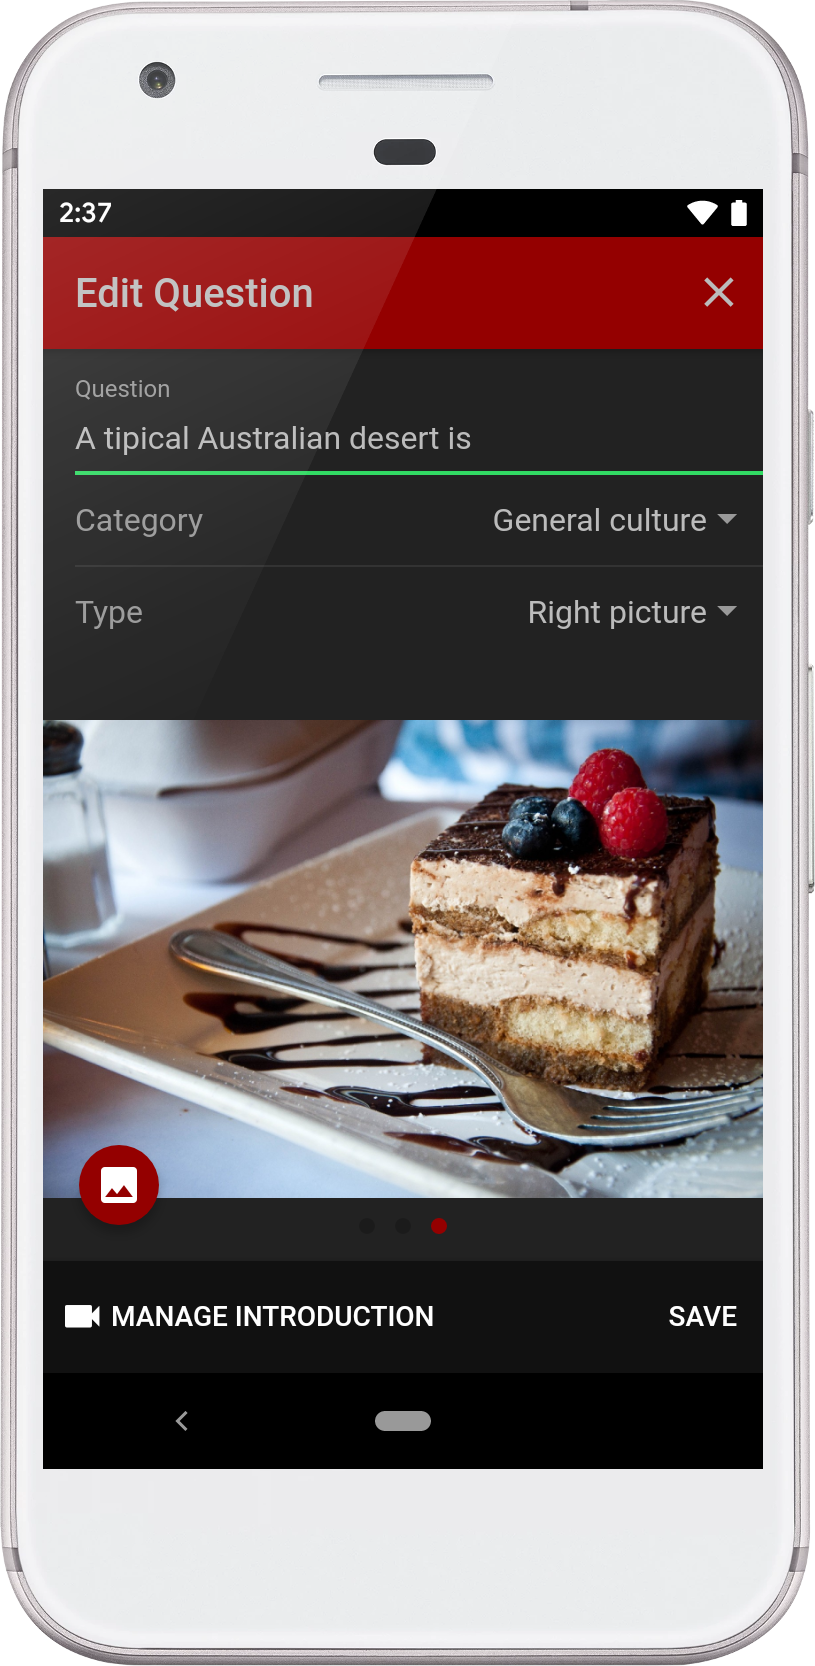 2:37
Edit Question
Question
A tipical Australian desert is
Category General culture
Type Right picture
MANAGE INTRODUCTION SAVE